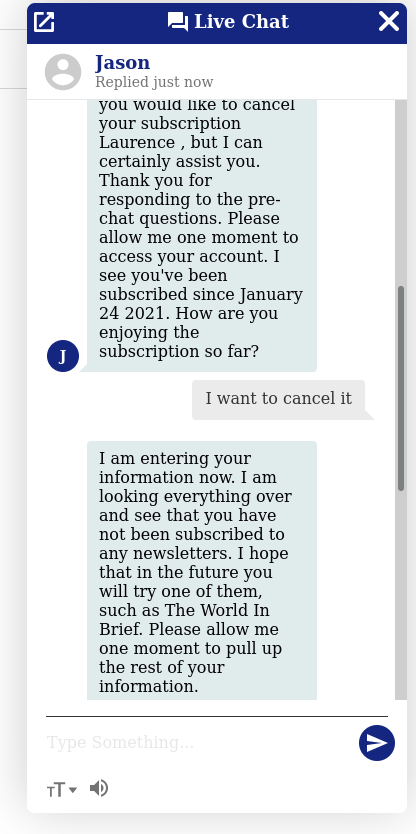 Live Chat
Jason
Replied just now
you would like to cancel
your subscription
Laurence , but I can
certainly assist you.
Thank you for
responding to the pre-
chat questions. Please
allow me one moment to
access your account. I
see you've been
subscribed since January
24 2021. How are you
enjoying the
subscription so far?
J
I want to cancel it
I am entering your
information now. I am
looking everything over
and see that you have
not been subscribed to
any newsletters. I hope
that in the future you
will try one of them,
such as The World In
Brief. Please allow me
one moment to pull up
the rest of your
information.
Type Something...
TT